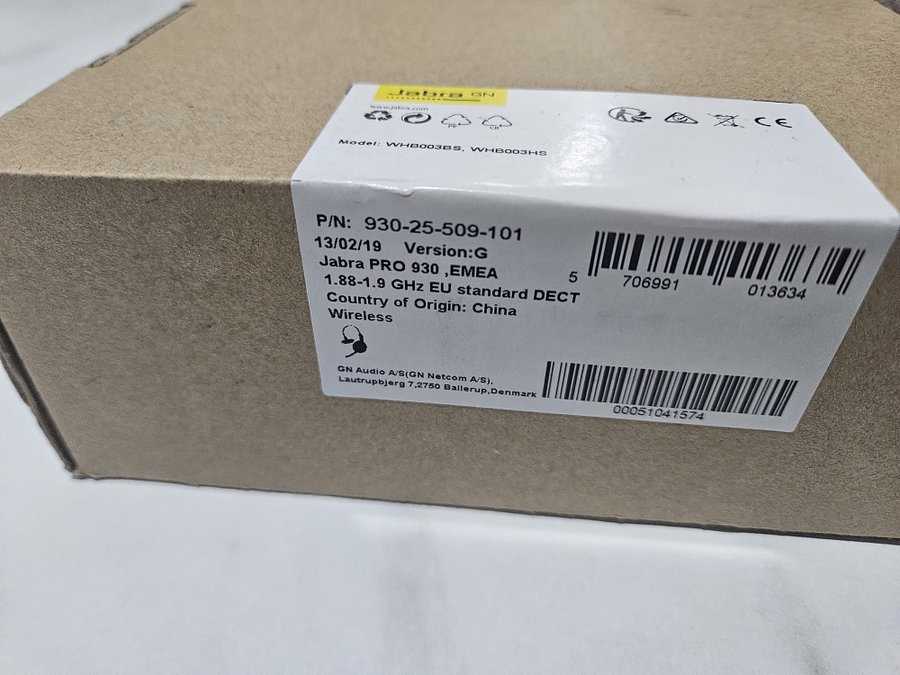 Jabra GN
www.jabra.com
Model: WHB003BS, WHB003HS
P/N: 930-25-509-101
13/02/19 Version:G
Jabra PRO 930 ,EMEA
1.88-1.9 GHz EU standard DECT
Country of Origin: China
Wireless
5 706991 013634
GN Audio A/S(GN Netcom A/S),
Lautrupbjerg 7,2750 Ballerup,Denmark
00051041574